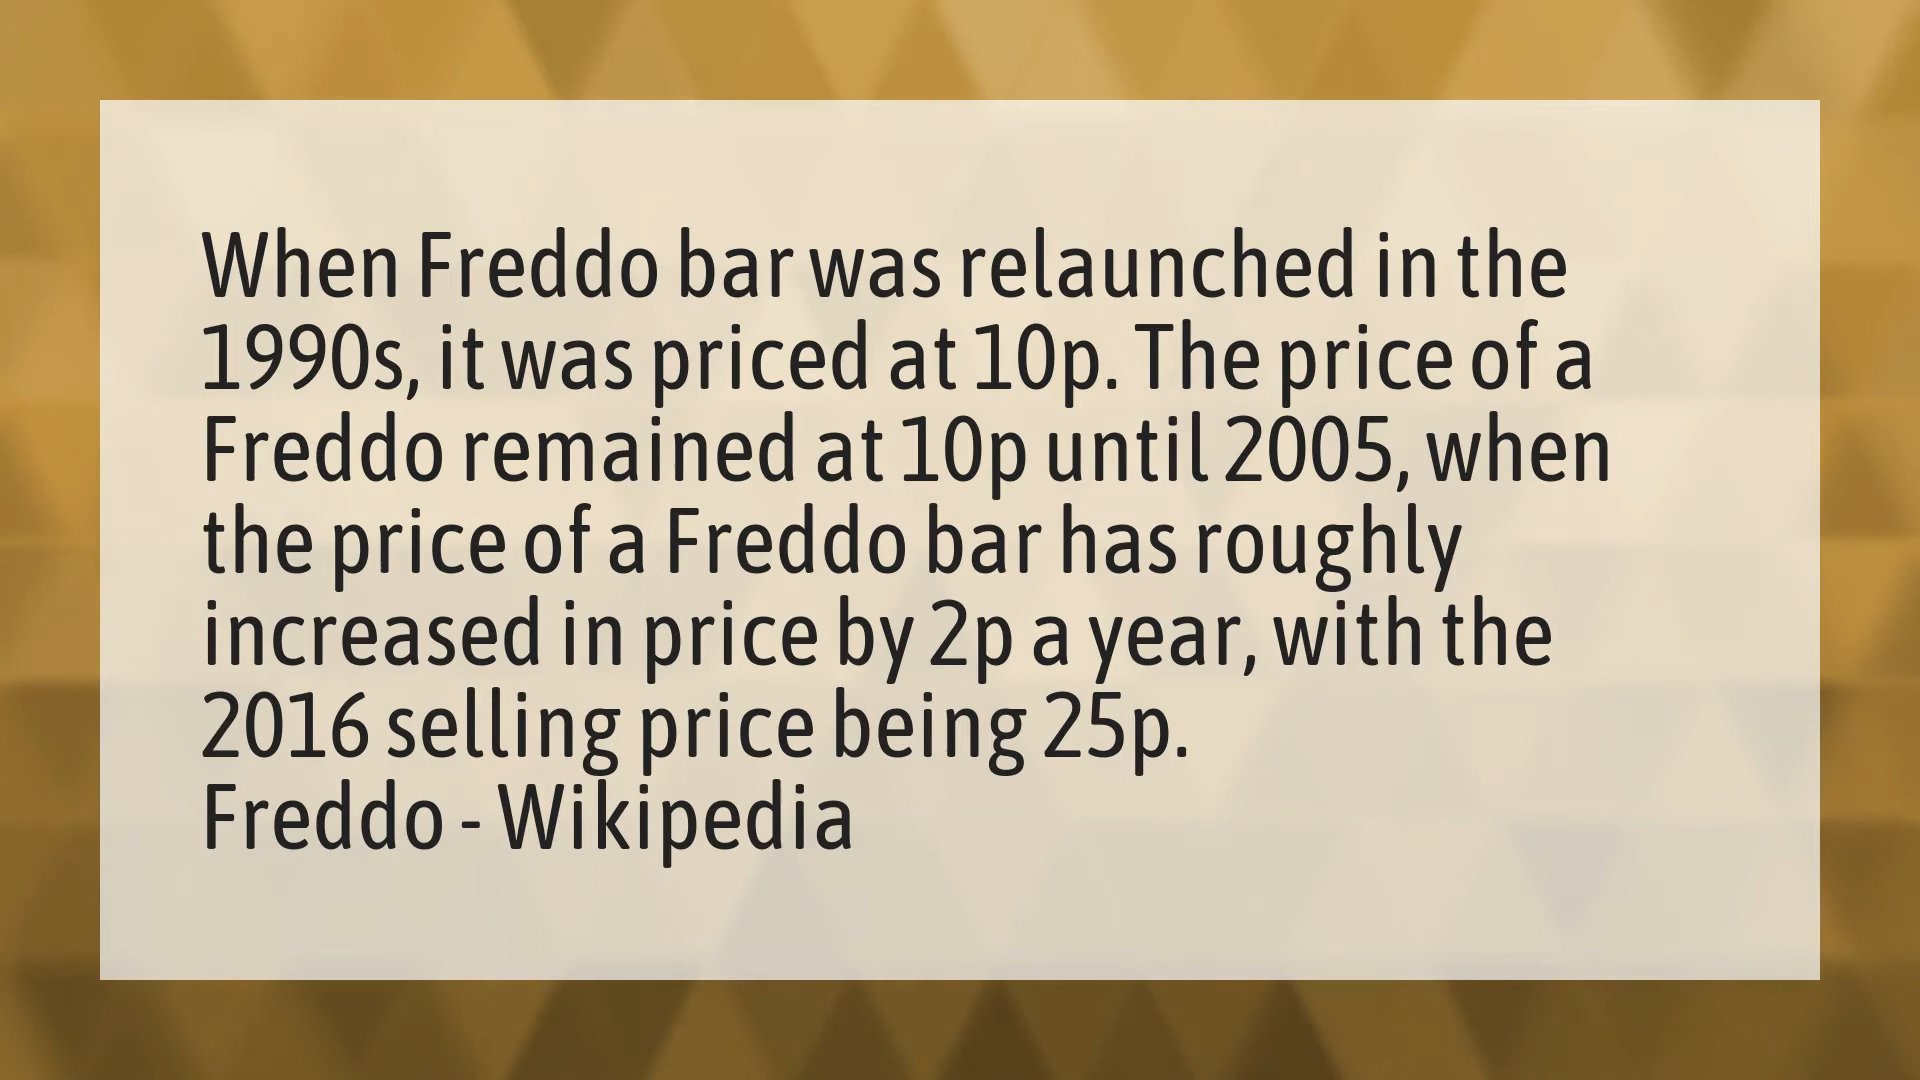 When Freddo bar was relaunched in the
1990s, it was priced at 10p. The price of a
Freddo remained at 10p until 2005, when
the price of a Freddo bar has roughly
increased in price by 2p a year, with the
2016 selling price being 25p.
Freddo - Wikipedia